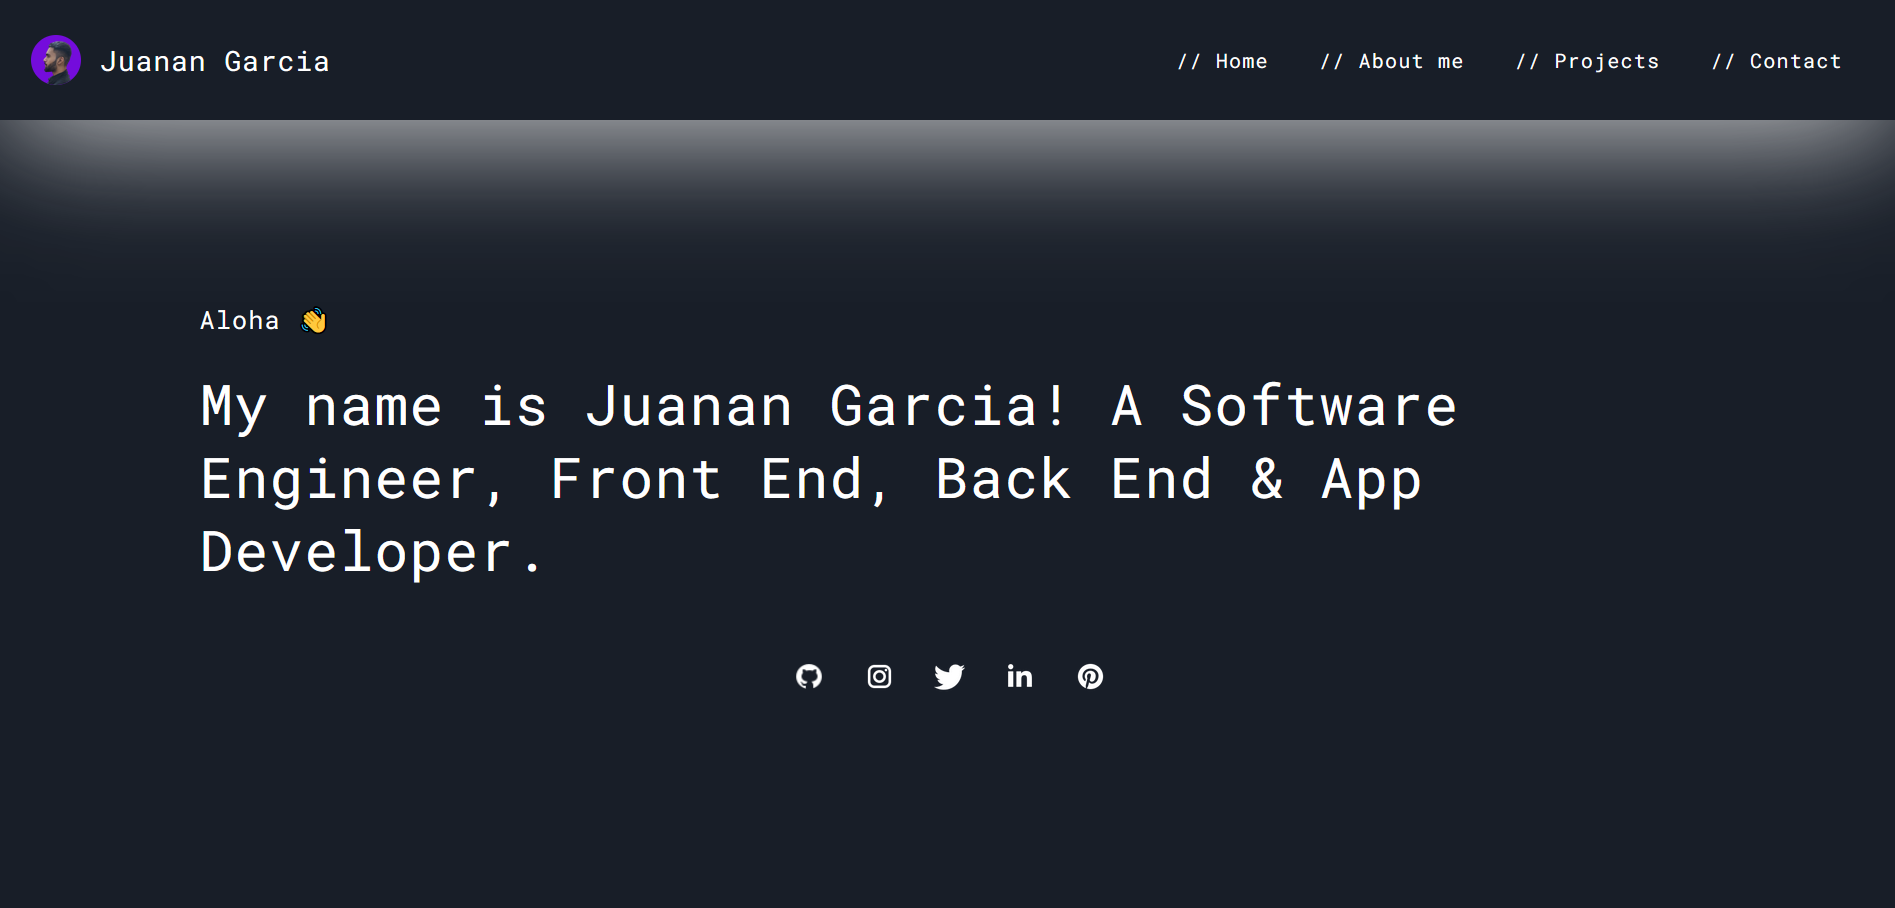 Juanan Garcia
// Home // About me // Projects // Contact
Aloha 👋
My name is Juanan Garcia! A Software
Engineer, Front End, Back End & App
Developer.